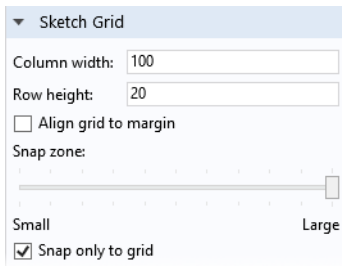 Sketch Grid
Column width: 100
Row height: 20
Align grid to margin
Snap zone:
Small Large
Snap only to grid